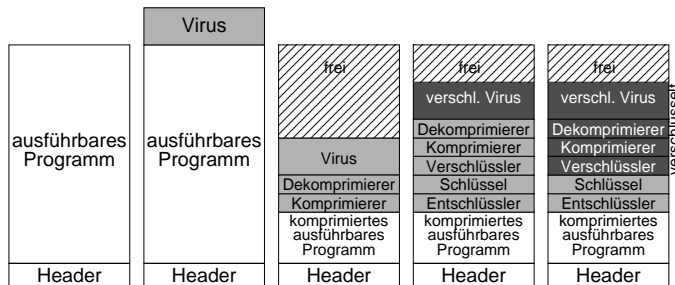 ausführbares
Programm
Header
Virus
ausführbares
Programm
Header
frei
Virus
Dekomprimierer
Komprimierer
komprimiertes
ausführbares
Programm
Header
frei
verschl. Virus
Dekomprimierer
Komprimierer
Verschlüssler
Schlüssel
Entschlüssler
komprimiertes
ausführbares
Programm
Header
frei
verschl. Virus
Dekomprimierer
Komprimierer
Verschlüssler
Schlüssel
Entschlüssler
komprimiertes
ausführbares
Programm
Header
verschlüsselt